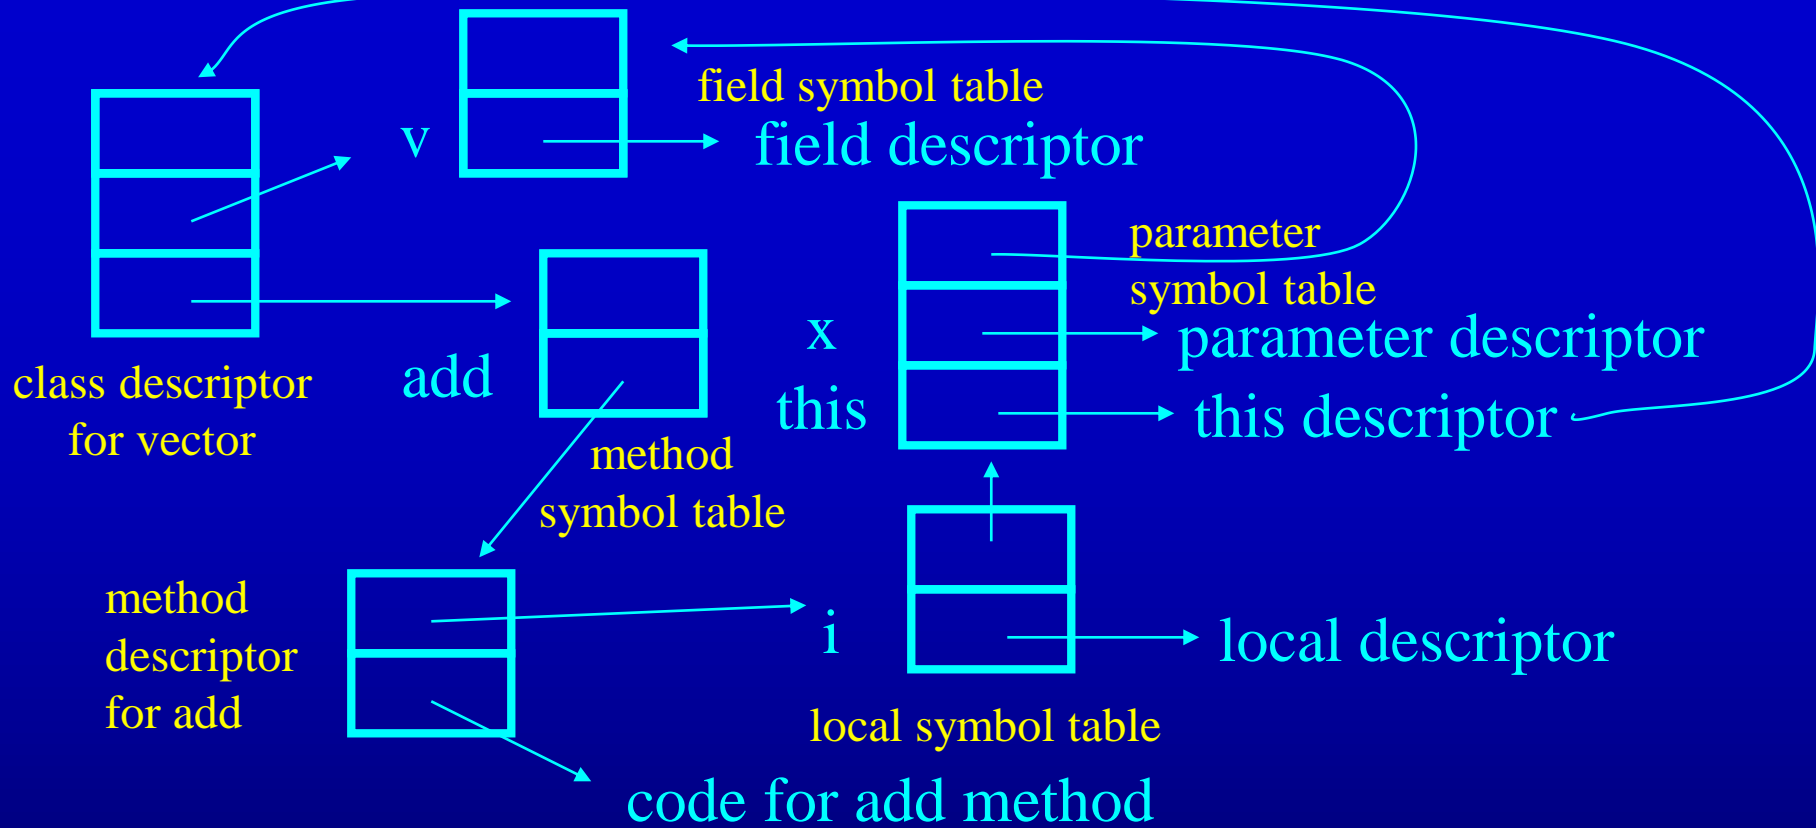 field symbol table
v
field descriptor
parameter
symbol table
x
parameter descriptor
class descriptor
for vector
add
this
this descriptor
method
symbol table
method
descriptor
for add
i
local descriptor
local symbol table
code for add method